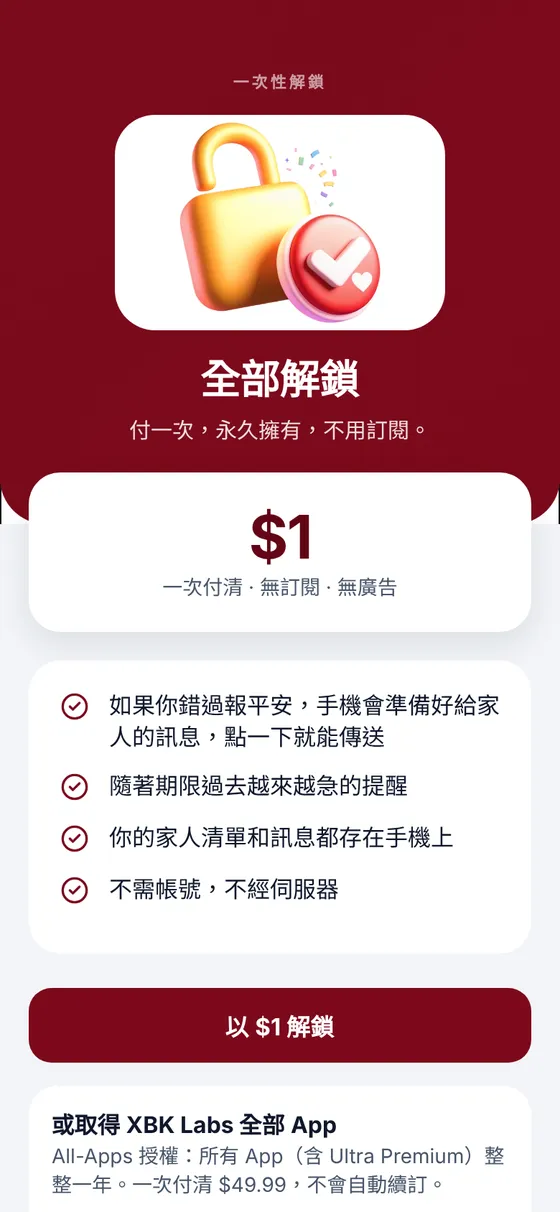 一次性解鎖
全部解鎖
付一次，永久擁有，不用訂閱。
$1
一次付清 · 無訂閱 · 無廣告
如果你錯過報平安，手機會準備好給家
人的訊息，點一下就能傳送
隨著期限過去越來越急的提醒
你的家人清單和訊息都存在手機上
不需帳號，不經伺服器
以 $1 解鎖
或取得 XBK Labs 全部 App
All-Apps 授權：所有 App（含 Ultra Premium）整
整一年。一次付清 $49.99，不會自動續訂。